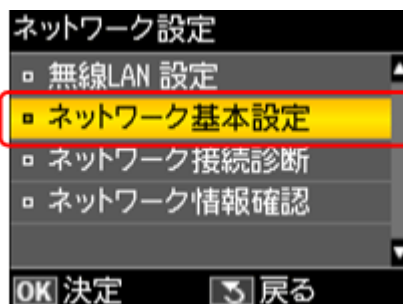 ネットワーク設定
無線LAN 設定
ネットワーク基本設定
ネットワーク接続診断
ネットワーク情報確認
OK 決定 戻る